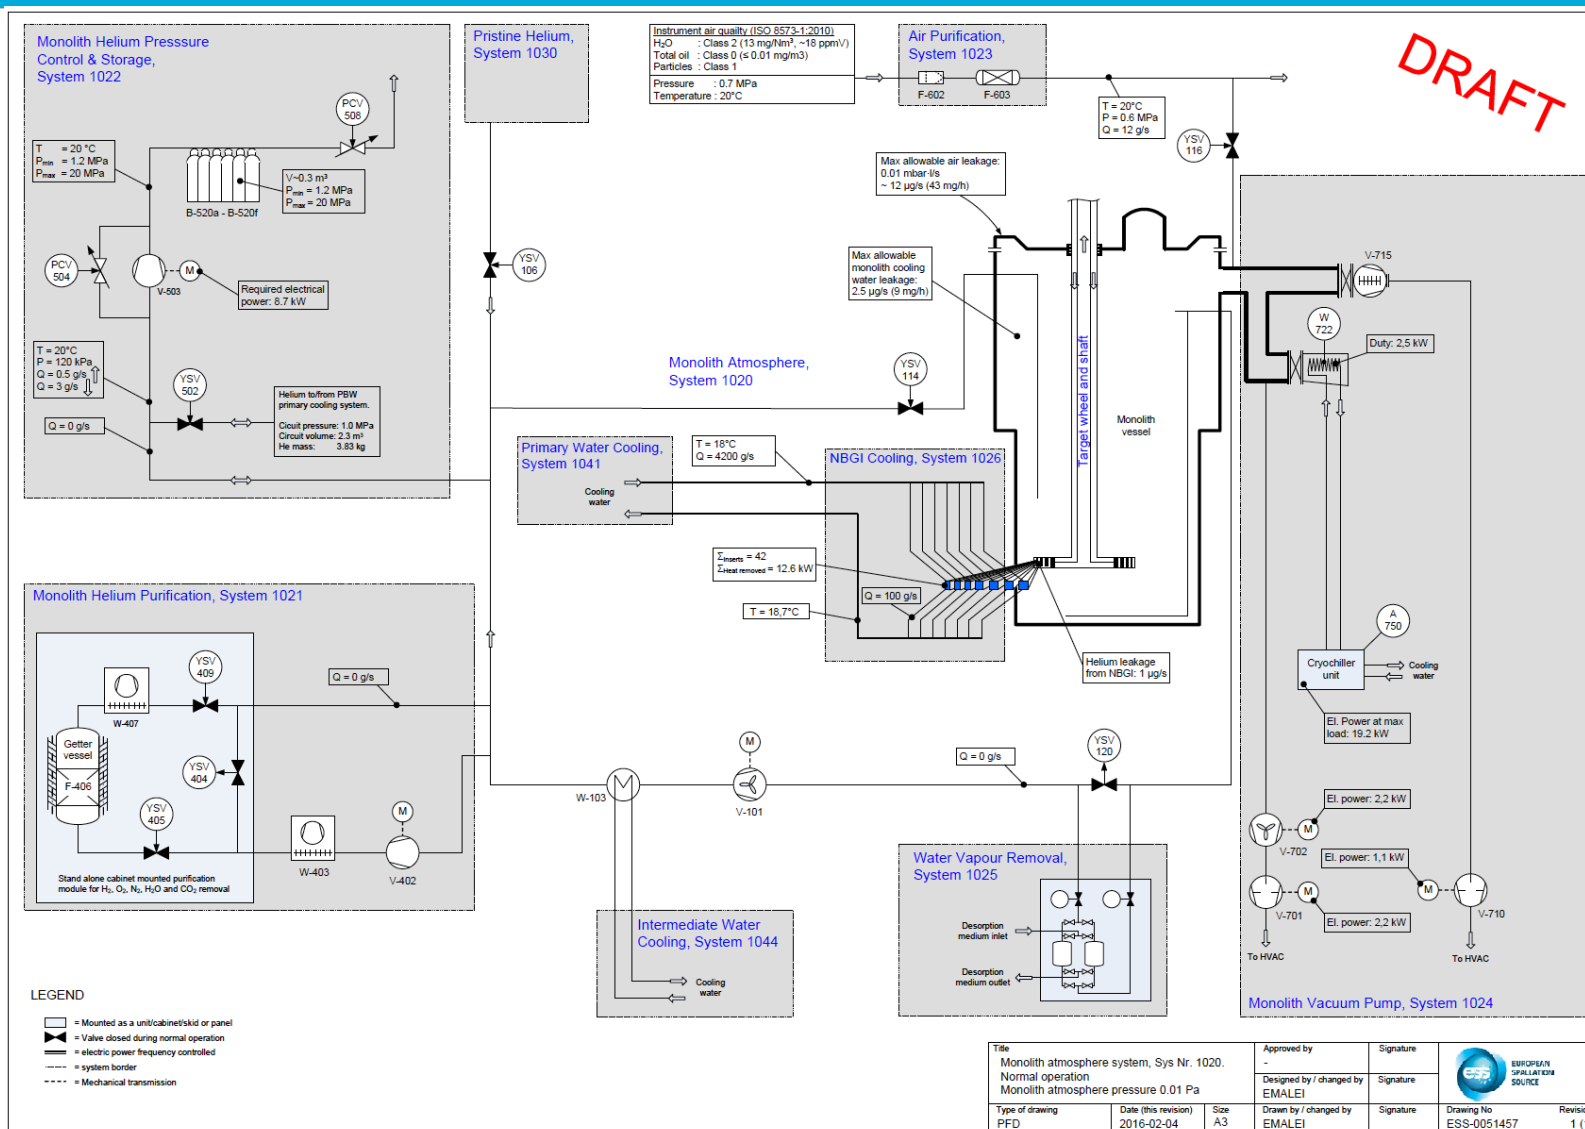 Monolith Helium Presssure
Control & Storage,
System 1022
PCV
508
T = 20 °C
Pmin = 1.2 MPa
Pmax = 20 MPa
V~0.3 m³
Pmin = 1.2 MPa
Pmax = 20 MPa
B-520a - B-520f
PCV
504
M
V-503
Required electrical
power: 8.7 kW
T = 20°C
P = 120 kPa
Q = 0.5 g/s
Q = 3 g/s
YSV
502
Q = 0 g/s
Helium to/from PBW
primary cooling system.
Cicuit pressure: 1.0 MPa
Circuit volume: 2.3 m³
He mass: 3.83 kg
Pristine Helium,
System 1030
YSV
106
Instrument air quailty (ISO 8573-1:2010)
H₂O : Class 2 (13 mg/Nm³, ~18 ppmV)
Total oil : Class 0 (≤ 0.01 mg/m3)
Particles : Class 1
Pressure : 0.7 MPa
Temperature : 20°C
Air Purification,
System 1023
F-602
F-603
T = 20°C
P = 0.6 MPa
Q = 12 g/s
YSV
116
DRAFT
Max allowable air leakage:
0.01 mbar·l/s
~ 12 µg/s (43 mg/h)
Max allowable
monolith cooling
water leakage:
2.5 µg/s (9 mg/h)
Monolith Atmosphere,
System 1020
YSV
114
Target wheel and shaft
Monolith
vessel
V-715
W
722
Duty: 2,5 kW
Primary Water Cooling,
System 1041
Cooling
water
T = 18°C
Q = 4200 g/s
NBGI Cooling, System 1026
Σinserts = 42
ΣHeat removed = 12.6 kW
Q = 100 g/s
T = 18,7°C
Helium leakage
from NBGI: 1 µg/s
A
750
Cryochiller
unit
Cooling
water
El. Power at max
load: 19.2 kW
Monolith Helium Purification, System 1021
YSV
409
W-407
Getter
vessel
F-406
YSV
404
YSV
405
W-403
M
V-402
Stand alone cabinet mounted purification
module for H₂, O₂, N₂, H₂O and CO₂ removal
Q = 0 g/s
W-103
M
V-101
Q = 0 g/s
YSV
120
Intermediate Water
Cooling, System 1044
Cooling
water
Water Vapour Removal,
System 1025
Desorption
medium inlet
Desorption
medium outlet
El. power: 2,2 kW
M
V-702
El. power: 1,1 kW
M
V-701
M
V-710
El. power: 2,2 kW
To HVAC
To HVAC
Monolith Vacuum Pump, System 1024
LEGEND
= Mounted as a unit/cabinet/skid or panel
= Valve closed during normal operation
= electric power frequency controlled
= system border
= Mechanical transmission
Title
Monolith atmosphere system, Sys Nr. 1020.
Normal operation
Monolith atmosphere pressure 0.01 Pa
Approved by
-
Signature
Designed by / changed by
EMALEI
Signature
ess
EUROPEAN
SPALLATION
SOURCE
Type of drawing
PFD
Date (this revision)
2016-02-04
Size
A3
Drawn by / changed by
EMALEI
Signature
Drawing No
ESS-0051457
Revisi
1 (